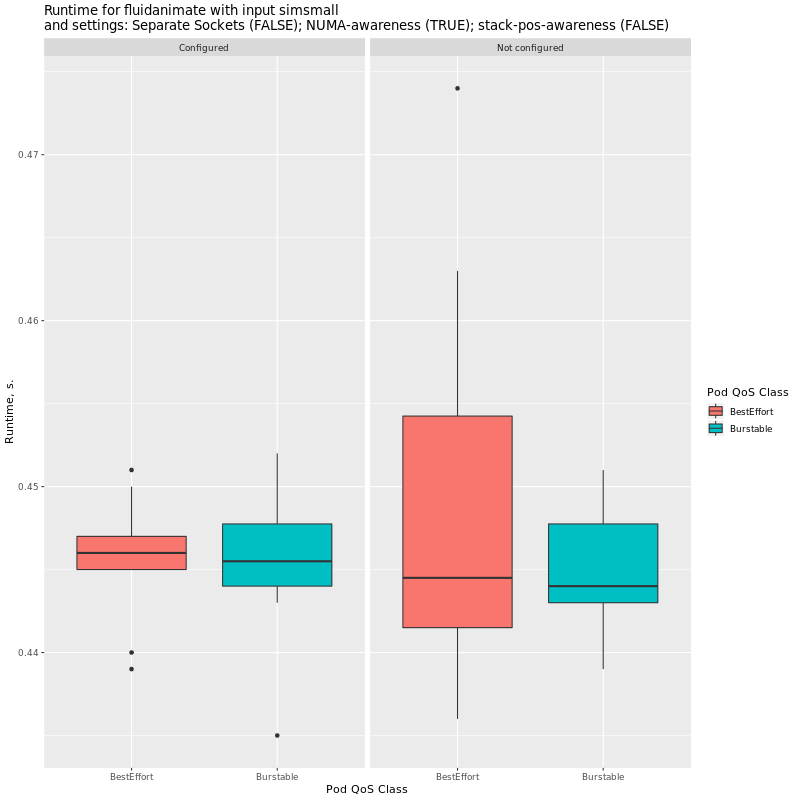 Runtime for fluidanimate with input simsmall
and settings: Separate Sockets (FALSE); NUMA-awareness (TRUE); stack-pos-awareness (FALSE)
Configured
Not configured
0.47
0.46
0.45
0.44
Runtime, s.
BestEffort
Burstable
BestEffort
Burstable
Pod QoS Class
Pod QoS Class
BestEffort
Burstable